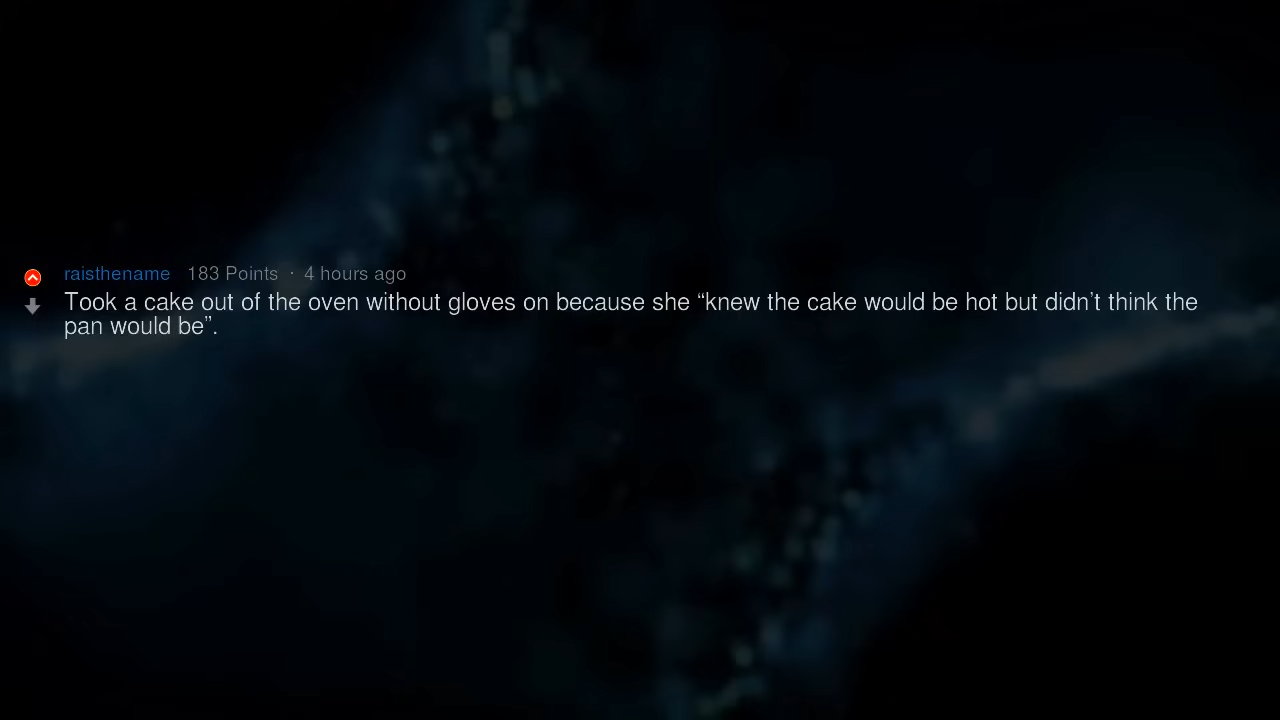 raisthename 183 Points · 4 hours ago
Took a cake out of the oven without gloves on because she “knew the cake would be hot but didn’t think the
pan would be”.